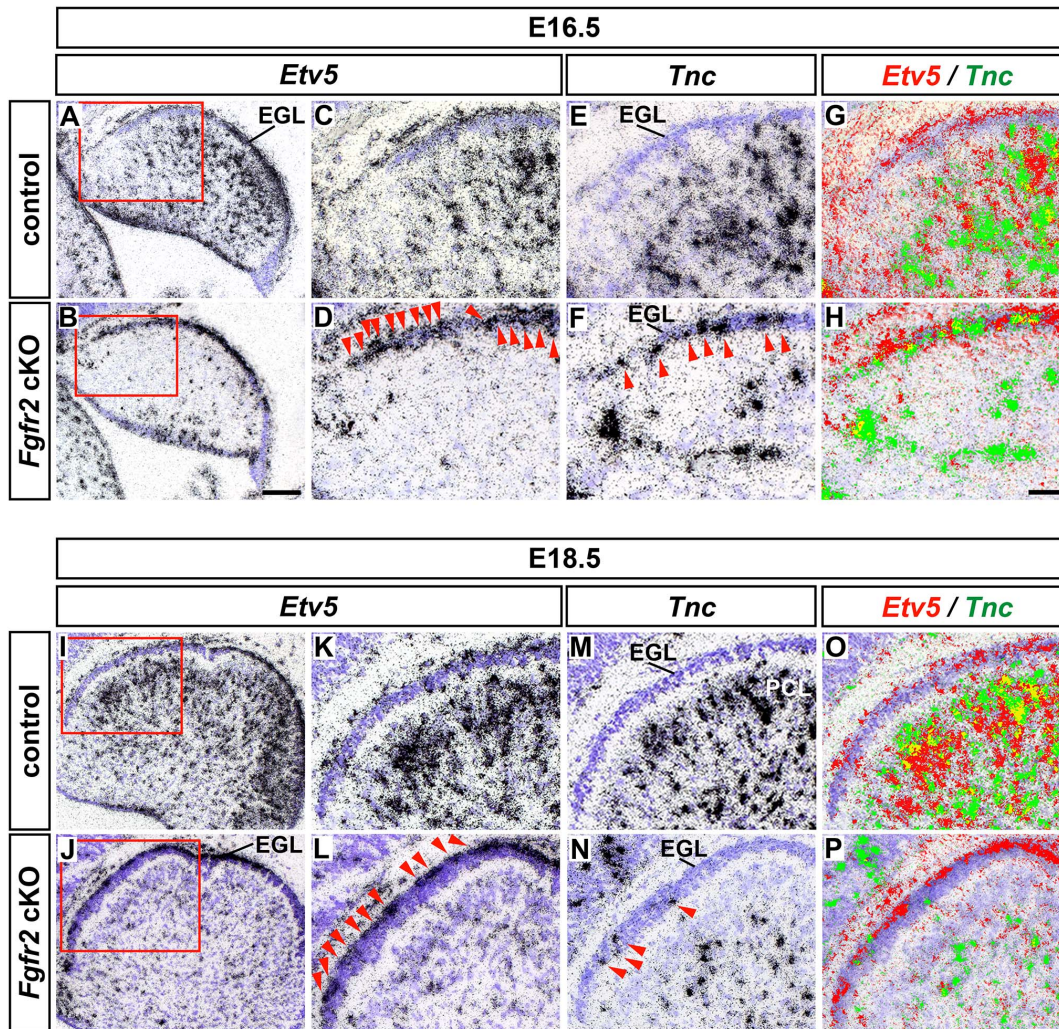 E16.5
Etv5 Tnc Etv5 / Tnc
control
A EGL C E EGL G
Fgfr2 cKO
B D F EGL H
E18.5
Etv5 Tnc Etv5 / Tnc
control
I K M EGL PCL O
Fgfr2 cKO
J EGL L N EGL P